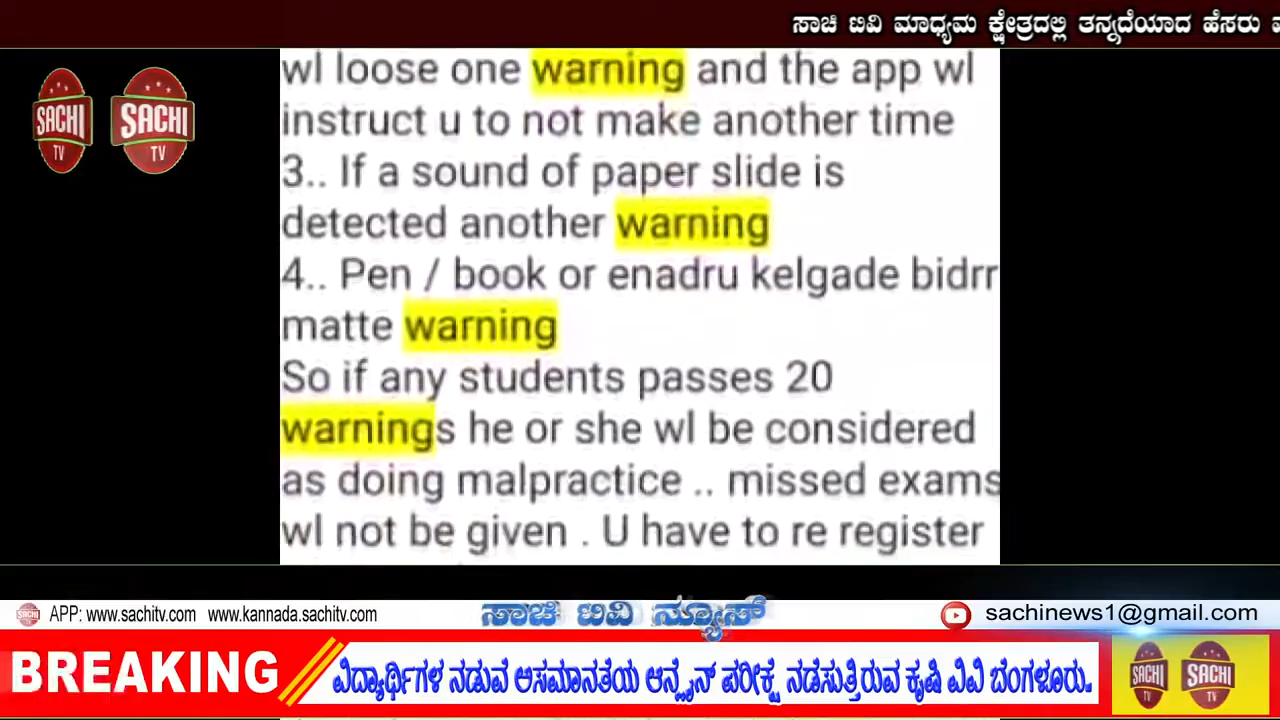 ಸಾಚಿ ಟಿವಿ ಮಾಧ್ಯಮ ಕ್ಷೇತ್ರದಲ್ಲಿ ತನ್ನದೆಯಾದ ಹೆಸರು
SACHI TV
SACHI TV
wl loose one warning and the app wl
instruct u to not make another time
3.. If a sound of paper slide is
detected another warning
4.. Pen / book or enadru kelgade bidrr
matte warning
So if any students passes 20
warnings he or she wl be considered
as doing malpractice .. missed exams
wl not be given . U have to re register
APP: www.sachitv.com www.kannada.sachitv.com
ಸಾಚಿ ಟಿವಿ ನ್ಯೂಸ್
sachinews1@gmail.com
BREAKING
ವಿದ್ಯಾರ್ಥಿಗಳ ನಡುವೆ ಅಸಮಾನತೆಯ ಆನ್ಲೈನ್ ಪರೀಕ್ಷೆ ನಡೆಸುತ್ತಿರುವ ಕೃಷಿ ವಿವಿ ಬೆಂಗಳೂರು..
SACHI TV
SACHI TV